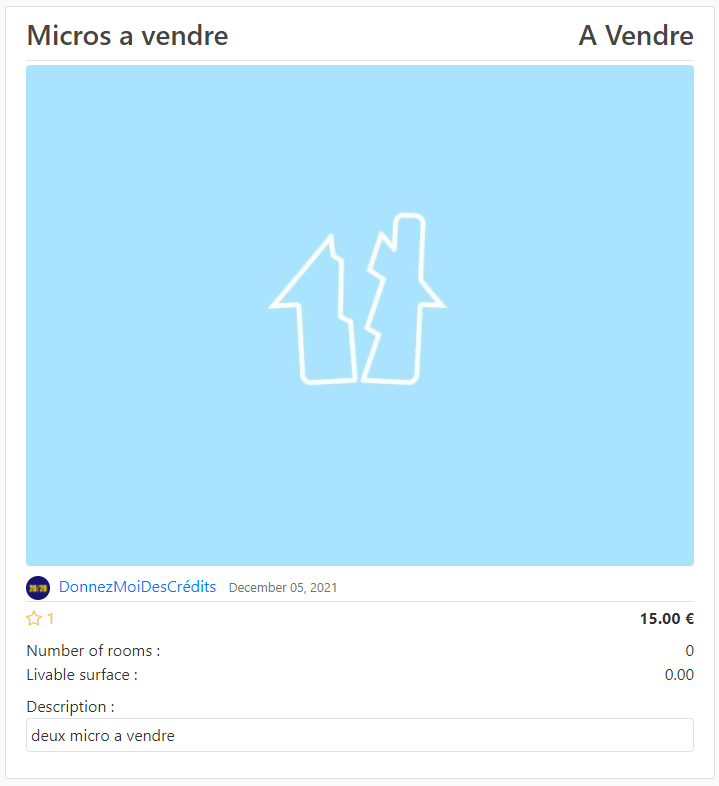 Micros a vendre
A Vendre
20/20
DonnezMoiDesCrédits December 05, 2021
1
15.00 €
Number of rooms : 0
Livable surface : 0.00
Description :
deux micro a vendre